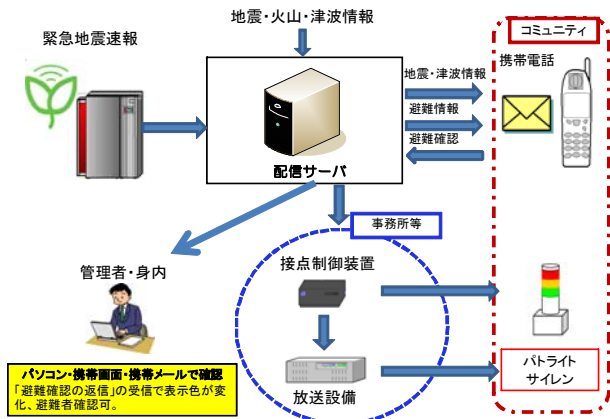 地震・火山・津波情報
緊急地震速報
コミュニティ
携帯電話
地震・津波情報
避難情報
避難確認
配信サーバ
事務所等
管理者・身内
接点制御装置
パソコン・携帯画面・携帯メールで確認
「避難確認の返信」の受信で表示色が変
化、避難者確認可。
放送設備
パトライト
サイレン